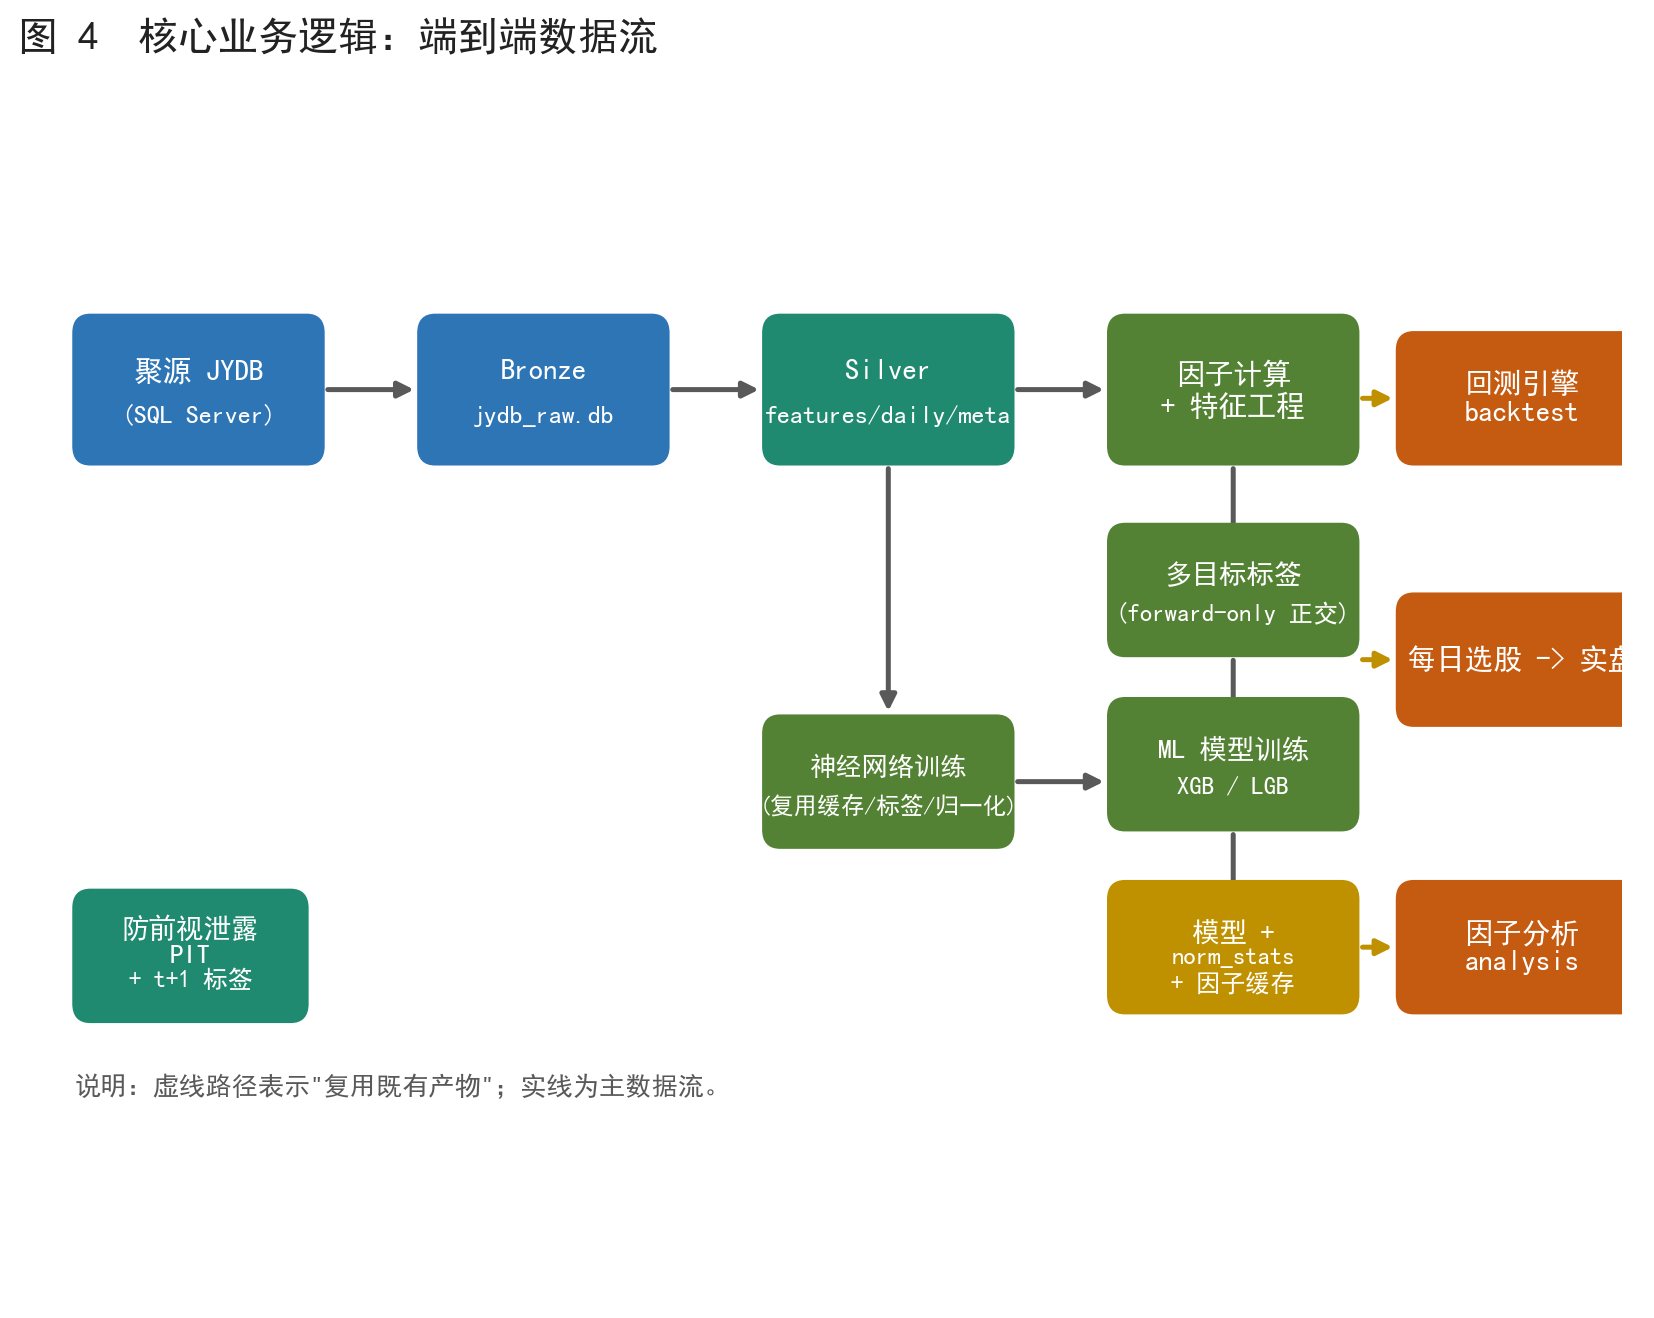 图 4  核心业务逻辑：端到端数据流
聚源 JYDB
(SQL Server)
Bronze
jydb_raw.db
Silver
features/daily/meta
因子计算
+ 特征工程
回测引擎
backtest
多目标标签
(forward-only 正交)
每日选股 -> 实盘
神经网络训练
(复用缓存/标签/归一化)
ML 模型训练
XGB / LGB
防前视泄露
PIT
+ t+1 标签
模型 +
norm_stats
+ 因子缓存
因子分析
analysis
说明：虚线路径表示"复用既有产物"；实线为主数据流。